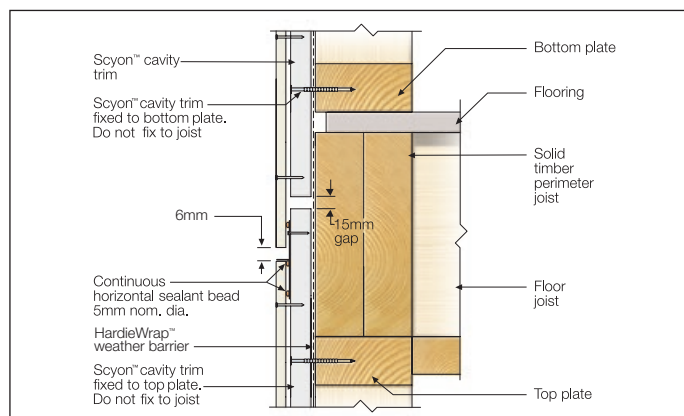 Scyon™ cavity
trim
Scyon™ cavity trim
fixed to bottom plate.
Do not fix to joist
6mm
Continuous
horizontal sealant bead
5mm nom. dia.
HardieWrap™
weather barrier
Scyon™ cavity trim
fixed to top plate.
Do not fix to joist
15mm
gap
Bottom plate
Flooring
Solid
timber
perimeter
joist
Floor
joist
Top plate